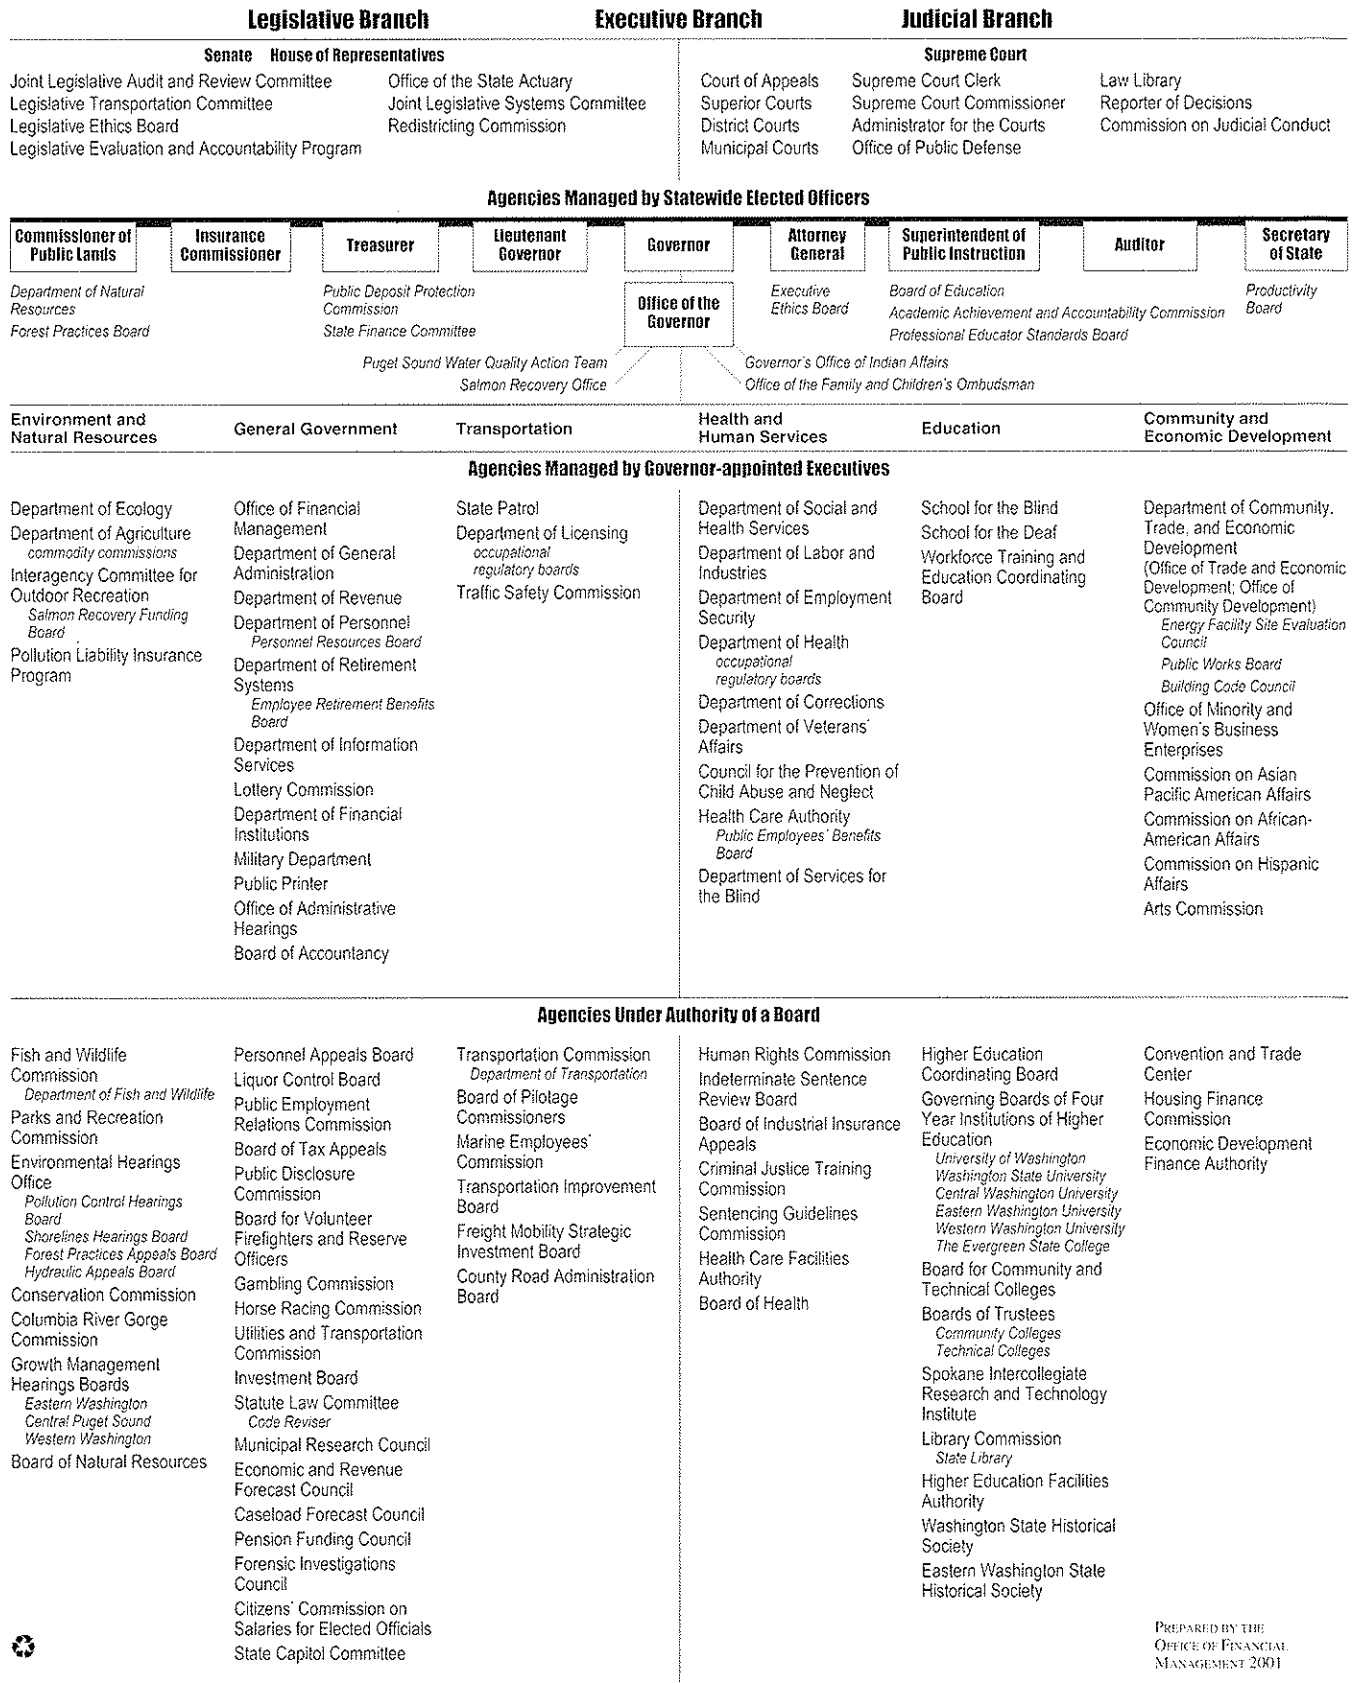 Legislative Branch
Executive Branch
Judicial Branch
Senate House of Representatives
Joint Legislative Audit and Review Committee
Legislative Transportation Committee
Legislative Ethics Board
Legislative Evaluation and Accountability Program
Office of the State Actuary
Joint Legislative Systems Committee
Redistricting Commission
Supreme Court
Court of Appeals
Superior Courts
District Courts
Municipal Courts
Supreme Court Clerk
Supreme Court Commissioner
Administrator for the Courts
Office of Public Defense
Law Library
Reporter of Decisions
Commission on Judicial Conduct
Agencies Managed by Statewide Elected Officers
Commissioner of
Public Lands
Insurance
Commissioner
Treasurer
Lieutenant
Governor
Governor
Attorney
General
Superintendent of
Public Instruction
Auditor
Secretary
of State
Department of Natural
Resources
Forest Practices Board
Public Deposit Protection
Commission
State Finance Committee
Office of the
Governor
Executive
Ethics Board
Board of Education
Academic Achievement and Accountability Commission
Professional Educator Standards Board
Productivity
Board
Puget Sound Water Quality Action Team
Salmon Recovery Office
Governor's Office of Indian Affairs
Office of the Family and Children's Ombudsman
Environment and
Natural Resources
General Government
Transportation
Health and
Human Services
Education
Community and
Economic Development
Agencies Managed by Governor-appointed Executives
Department of Ecology
Department of Agriculture
commodity commissions
Interagency Committee for
Outdoor Recreation
Salmon Recovery Funding
Board
Pollution Liability Insurance
Program
Office of Financial
Management
Department of General
Administration
Department of Revenue
Department of Personnel
Personnel Resources Board
Department of Retirement
Systems
Employee Retirement Benefits
Board
Department of Information
Services
Lottery Commission
Department of Financial
Institutions
Military Department
Public Printer
Office of Administrative
Hearings
Board of Accountancy
State Patrol
Department of Licensing
occupational
regulatory boards
Traffic Safety Commission
Department of Social and
Health Services
Department of Labor and
Industries
Department of Employment
Security
Department of Health
occupational
regulatory boards
Department of Corrections
Department of Veterans'
Affairs
Council for the Prevention of
Child Abuse and Neglect
Health Care Authority
Public Employees' Benefits
Board
Department of Services for
the Blind
School for the Blind
School for the Deaf
Workforce Training and
Education Coordinating
Board
Department of Community,
Trade, and Economic
Development
(Office of Trade and Economic
Development; Office of
Community Development)
Energy Facility Site Evaluation
Council
Public Works Board
Building Code Council
Office of Minority and
Women's Business
Enterprises
Commission on Asian
Pacific American Affairs
Commission on African-
American Affairs
Commission on Hispanic
Affairs
Arts Commission
Agencies Under Authority of a Board
Fish and Wildlife
Commission
Department of Fish and Wildlife
Parks and Recreation
Commission
Environmental Hearings
Office
Pollution Control Hearings
Board
Shorelines Hearings Board
Forest Practices Appeals Board
Hydraulic Appeals Board
Conservation Commission
Columbia River Gorge
Commission
Growth Management
Hearings Boards
Eastern Washington
Central Puget Sound
Western Washington
Board of Natural Resources
Personnel Appeals Board
Liquor Control Board
Public Employment
Relations Commission
Board of Tax Appeals
Public Disclosure
Commission
Board for Volunteer
Firefighters and Reserve
Officers
Gambling Commission
Horse Racing Commission
Utilities and Transportation
Commission
Investment Board
Statute Law Committee
Code Reviser
Municipal Research Council
Economic and Revenue
Forecast Council
Caseload Forecast Council
Pension Funding Council
Forensic Investigations
Council
Citizens' Commission on
Salaries for Elected Officials
State Capitol Committee
Transportation Commission
Department of Transportation
Board of Pilotage
Commissioners
Marine Employees'
Commission
Transportation Improvement
Board
Freight Mobility Strategic
Investment Board
County Road Administration
Board
Human Rights Commission
Indeterminate Sentence
Review Board
Board of Industrial Insurance
Appeals
Criminal Justice Training
Commission
Sentencing Guidelines
Commission
Health Care Facilities
Authority
Board of Health
Higher Education
Coordinating Board
Governing Boards of Four
Year Institutions of Higher
Education
University of Washington
Washington State University
Central Washington University
Eastern Washington University
Western Washington University
The Evergreen State College
Board for Community and
Technical Colleges
Boards of Trustees
Community Colleges
Technical Colleges
Spokane Intercollegiate
Research and Technology
Institute
Library Commission
State Library
Higher Education Facilities
Authority
Washington State Historical
Society
Eastern Washington State
Historical Society
Convention and Trade
Center
Housing Finance
Commission
Economic Development
Finance Authority
PREPARED BY THE
OFFICE OF FINANCIAL
MANAGEMENT 2001